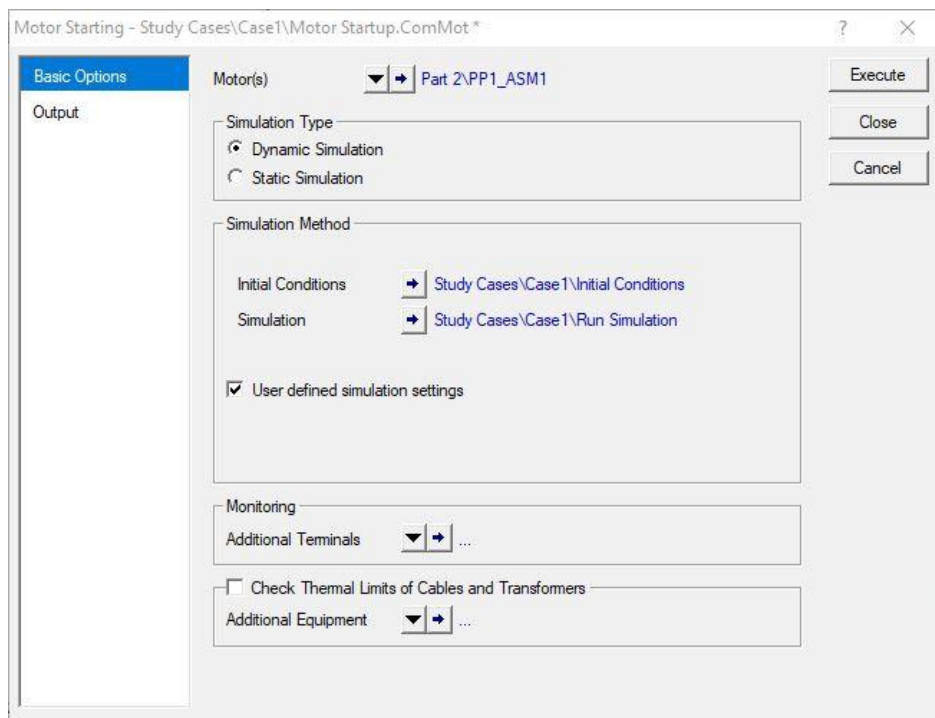 Motor Starting - Study Cases\Case1\Motor Startup.ComMot *
?
Basic Options
Output
Motor(s)
Part 2\PP1_ASM1
Execute
Close
Cancel
Simulation Type
Dynamic Simulation
Static Simulation
Simulation Method
Initial Conditions
Study Cases\Case1\Initial Conditions
Simulation
Study Cases\Case1\Run Simulation
User defined simulation settings
Monitoring
Additional Terminals
...
Check Thermal Limits of Cables and Transformers
Additional Equipment
...